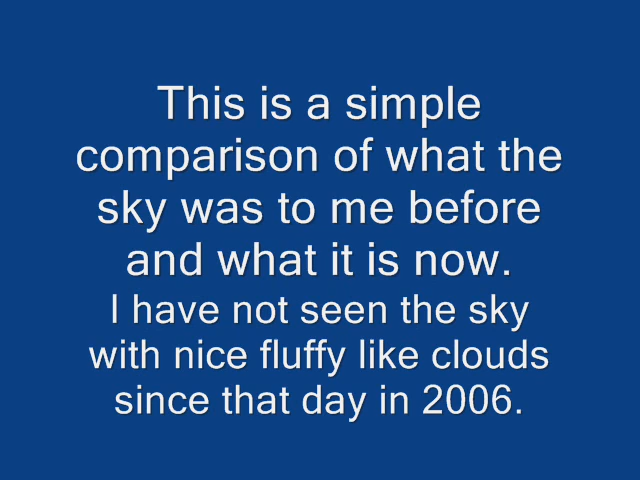 This is a simple
comparison of what the
sky was to me before
and what it is now.
I have not seen the sky
with nice fluffy like clouds
since that day in 2006.